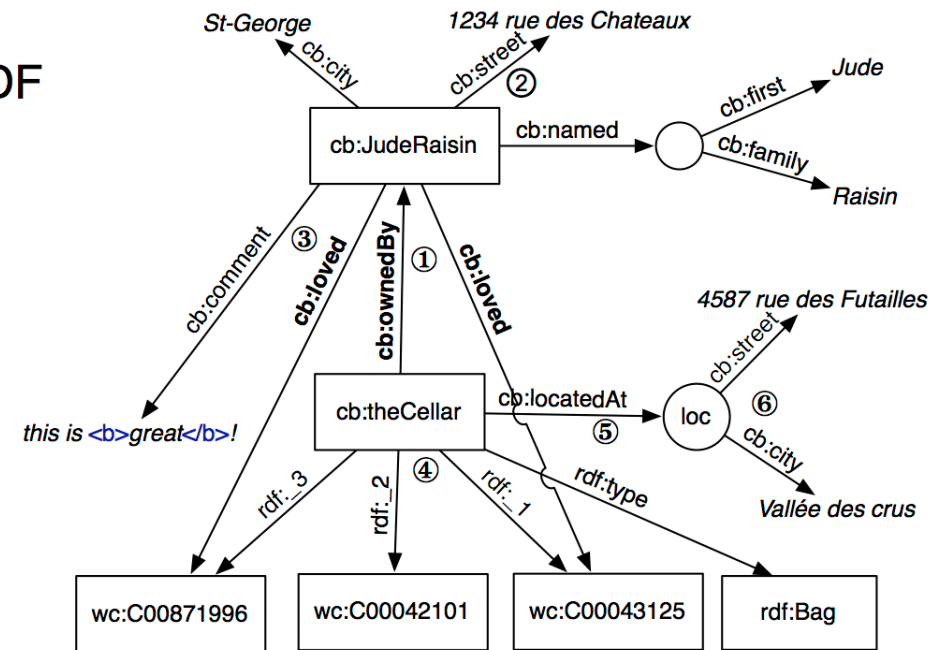 St-George
1234 rue des Chateaux
DF
cb:city
cb:street
②
Jude
cb:first
cb:JudeRaisin
cb:named
cb:family
Raisin
③
cb:comment
cb:loved
cb:ownedBy
①
cb:loved
4587 rue des Futailles
cb:street
cb:theCellar
cb:locatedAt
⑤
loc
⑥
cb:city
this is <b>great</b>!
④
rdf:_3
rdf:_2
rdf:_1
rdf:type
Vallée des crus
wc:C00871996
wc:C00042101
wc:C00043125
rdf:Bag